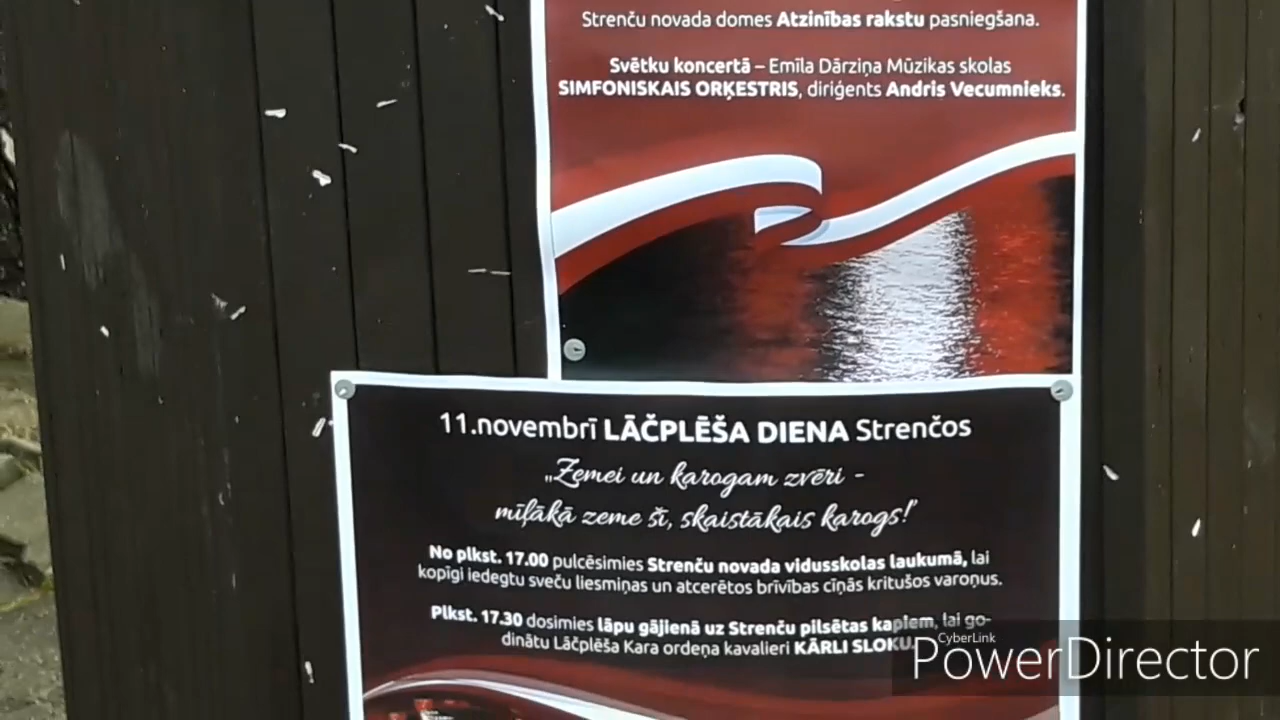 Strenču novada domes Atzinības rakstu pasniegšana.
Svētku koncertā – Emīla Dārziņa Mūzikas skolas
SIMFONISKAIS ORĶESTRIS, diriģents Andris Vecumnieks.
11.novembrī LĀČPLĒŠA DIENA Strenčos
„Zemei un karogam zvēri -
mīļākā zeme šī, skaistākais karogs!"
No plkst. 17.00 pulcēsimies Strenču novada vidusskolas laukumā, lai
kopīgi iedegtu sveču liesmiņas un atcerētos brīvības cīņās kritušos varoņus.
Plkst. 17.30 dosimies lāpu gājienā uz Strenču pilsētas kapiem, lai go-
dinātu Lāčplēša Kara ordeņa kavalieri KĀRLI SLOKU.
CyberLink
PowerDirector